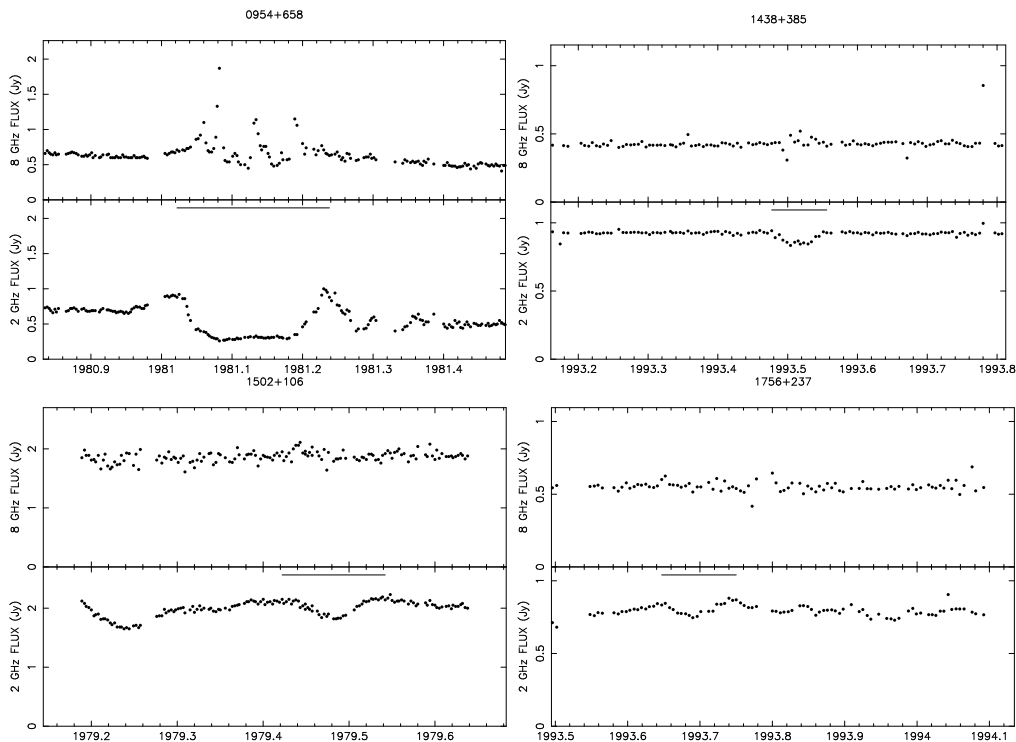 0954+658
8 GHz FLUX (Jy)
0 0.5 1 1.5 2
2 GHz FLUX (Jy)
0 0.5 1 1.5 2
1980.9 1981 1981.1 1981.2 1981.3 1981.4
1438+385
8 GHz FLUX (Jy)
0 0.5 1
2 GHz FLUX (Jy)
0 0.5 1
1993.2 1993.3 1993.4 1993.5 1993.6 1993.7 1993.8
1502+106
8 GHz FLUX (Jy)
0 1 2
2 GHz FLUX (Jy)
0 1 2
1979.2 1979.3 1979.4 1979.5 1979.6
1756+237
8 GHz FLUX (Jy)
0 0.5 1
2 GHz FLUX (Jy)
0 0.5 1
1993.5 1993.6 1993.7 1993.8 1993.9 1994 1994.1